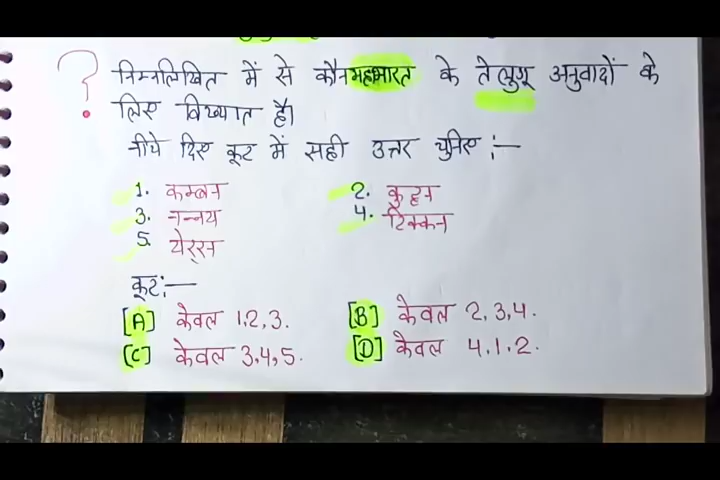 ?
निम्नलिखित में से कौन महाभारत के तेलुगू अनुवादों के
लिए विख्यात है।
नीचे दिए कूट में सही उत्तर चुनिए :—
1. कम्बन 2. कुट्टन
3. नन्नय 4. टिक्कन
5. येर्रन
कूट:—
[A] केवल 1,2,3. [B] केवल 2,3,4.
[C] केवल 3,4,5. [D] केवल 4.1.2.